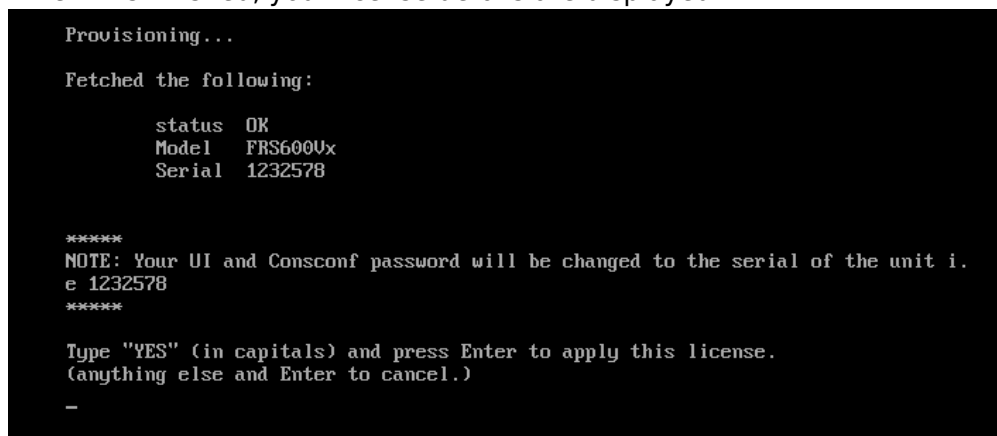 Provisioning...
Fetched the following:
status OK
Model FRS600Vx
Serial 1232578
*****
NOTE: Your UI and Consconf password will be changed to the serial of the unit i.
e 1232578
*****
Type "YES" (in capitals) and press Enter to apply this license.
(anything else and Enter to cancel.)
_